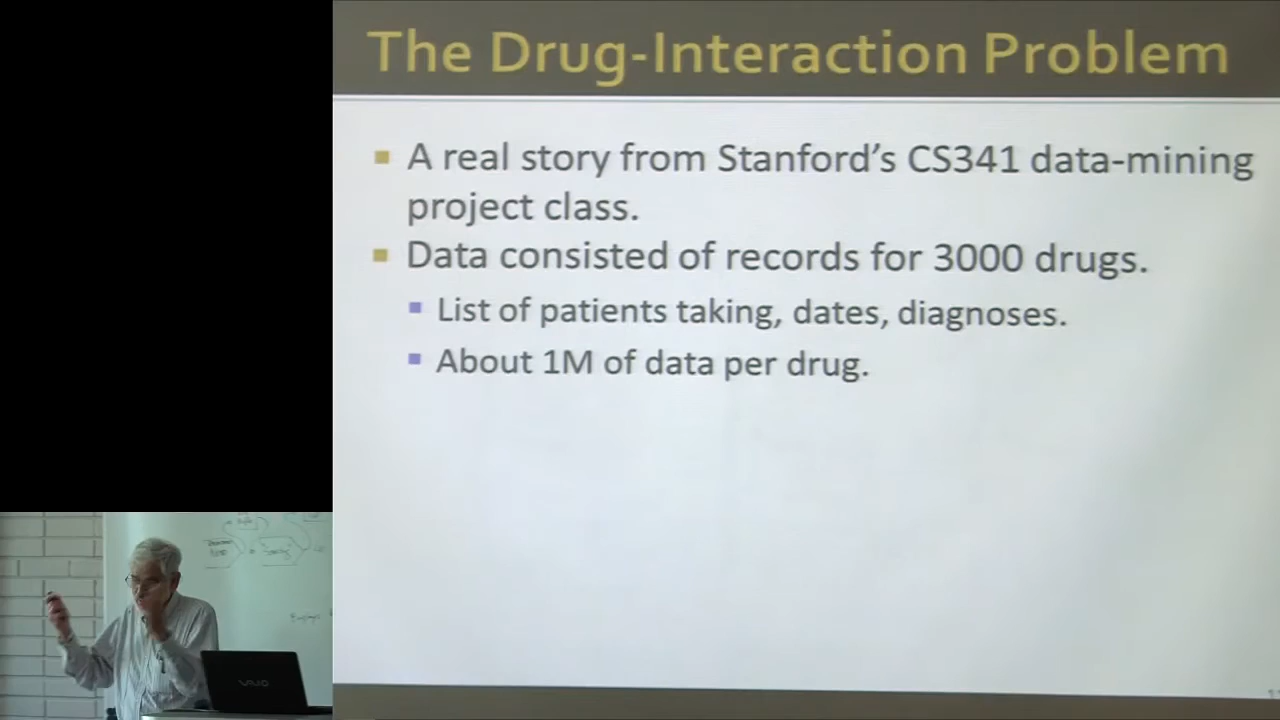 The Drug-Interaction Problem
A real story from Stanford's CS341 data-mining
project class.
Data consisted of records for 3000 drugs.
List of patients taking, dates, diagnoses.
About 1M of data per drug.
VAIO